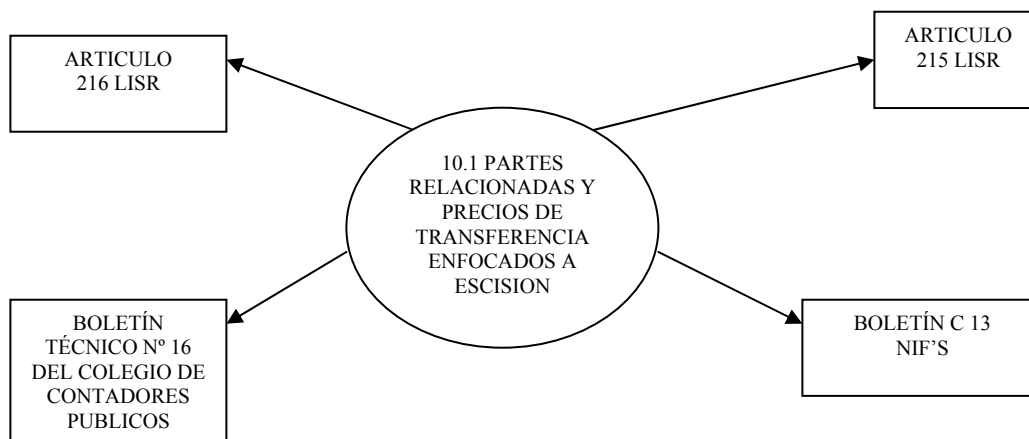 ARTICULO
216 LISR
ARTICULO
215 LISR
10.1 PARTES
RELACIONADAS Y
PRECIOS DE
TRANSFERENCIA
ENFOCADOS A
ESCISION
BOLETÍN
TÉCNICO Nº 16
DEL COLEGIO DE
CONTADORES
PUBLICOS
BOLETÍN C 13
NIF’S